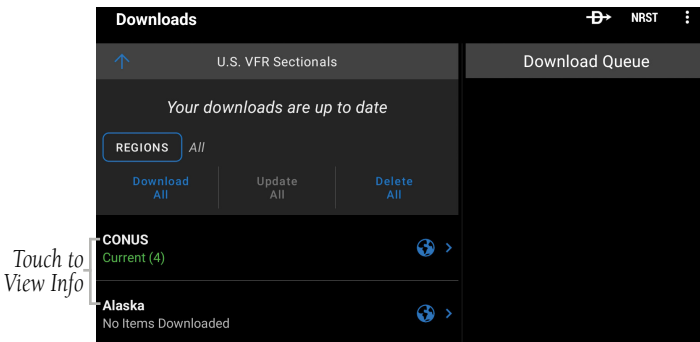 Downloads
D NRST
U.S. VFR Sectionals
Download Queue
Your downloads are up to date
REGIONS All
Download All
Update All
Delete All
Touch to View Info
CONUS
Current (4)
Alaska
No Items Downloaded